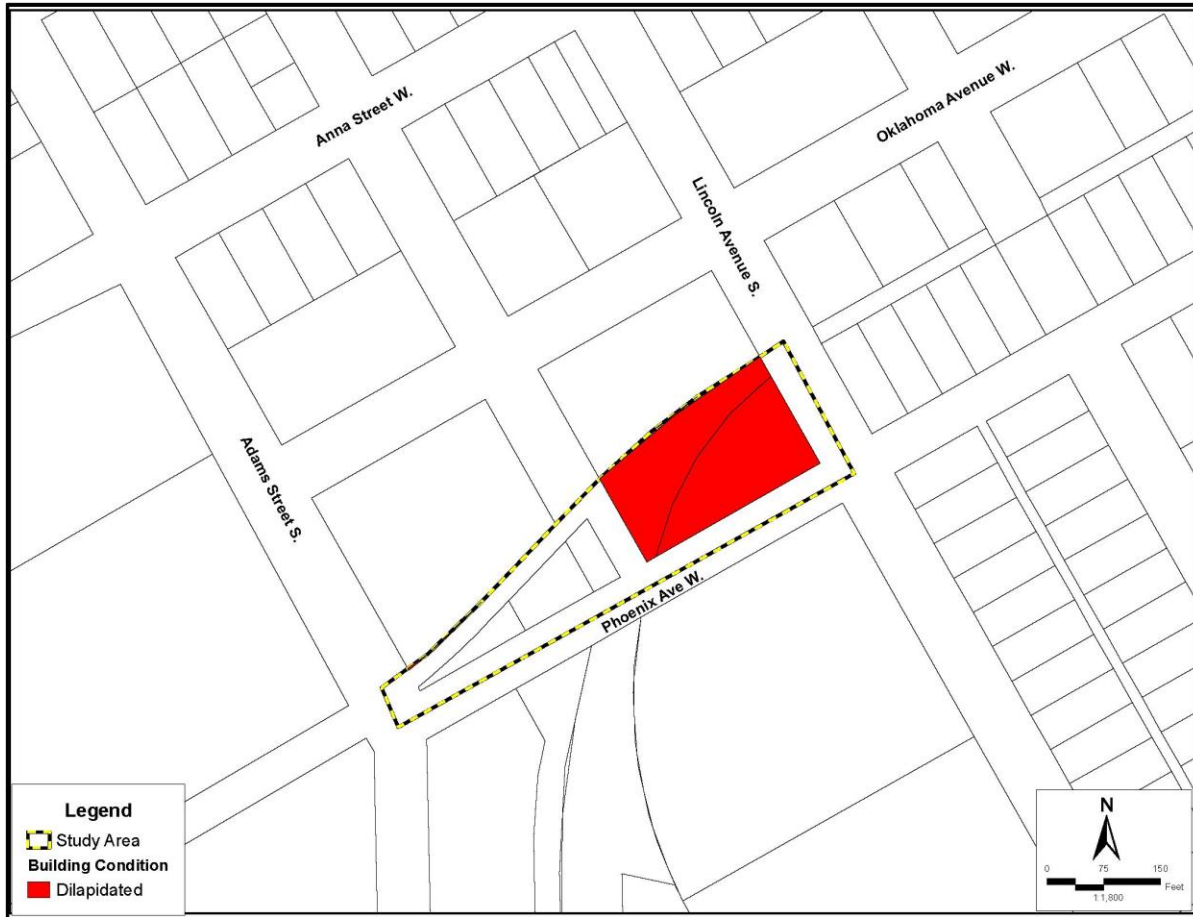 Anna Street W.
Oklahoma Avenue W.
Lincoln Avenue S.
Adams Street S.
Phoenix Ave W.
Legend
Study Area
Building Condition
Dilapidated
N
0 75 150
Feet
1:1,800